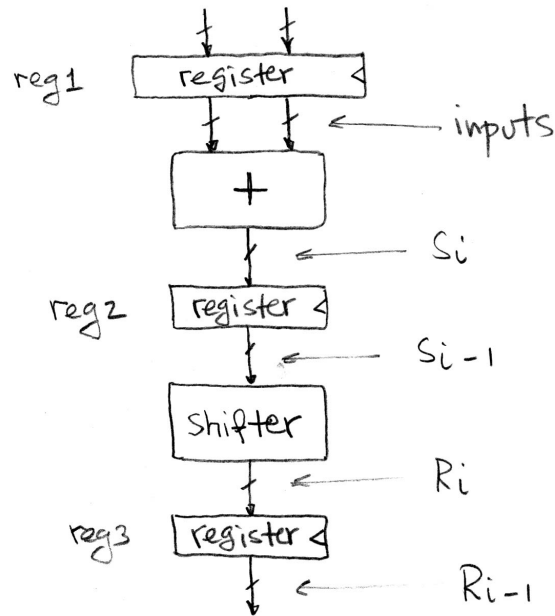 reg1 register
inputs
+
Si
reg2 register
Si-1
Shifter
Ri
reg3 register
Ri-1